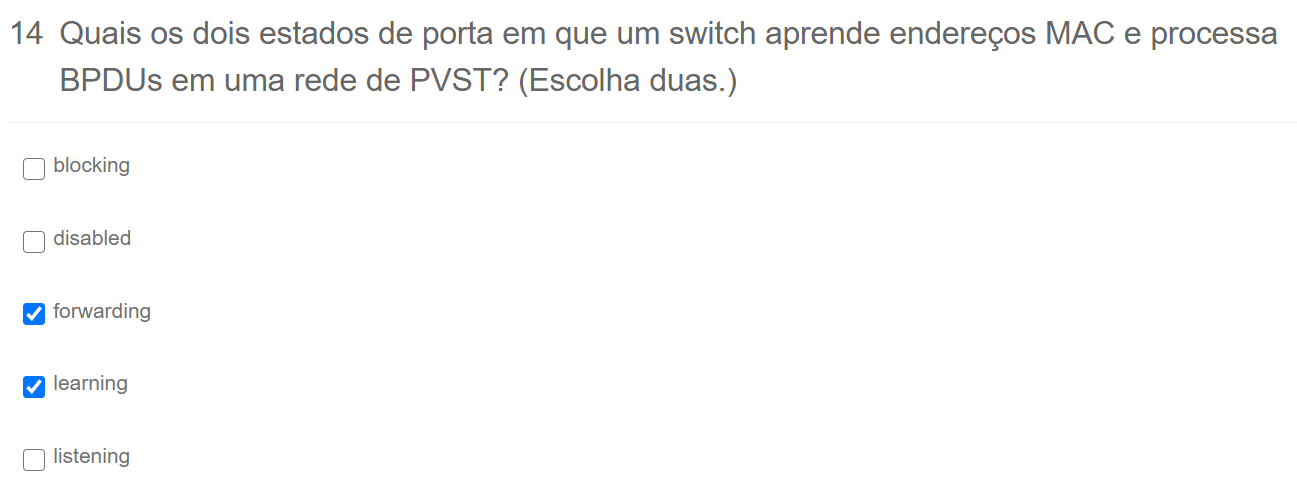 14 Quais os dois estados de porta em que um switch aprende endereços MAC e processa
BPDUs em uma rede de PVST? (Escolha duas.)
blocking
disabled
forwarding
learning
listening